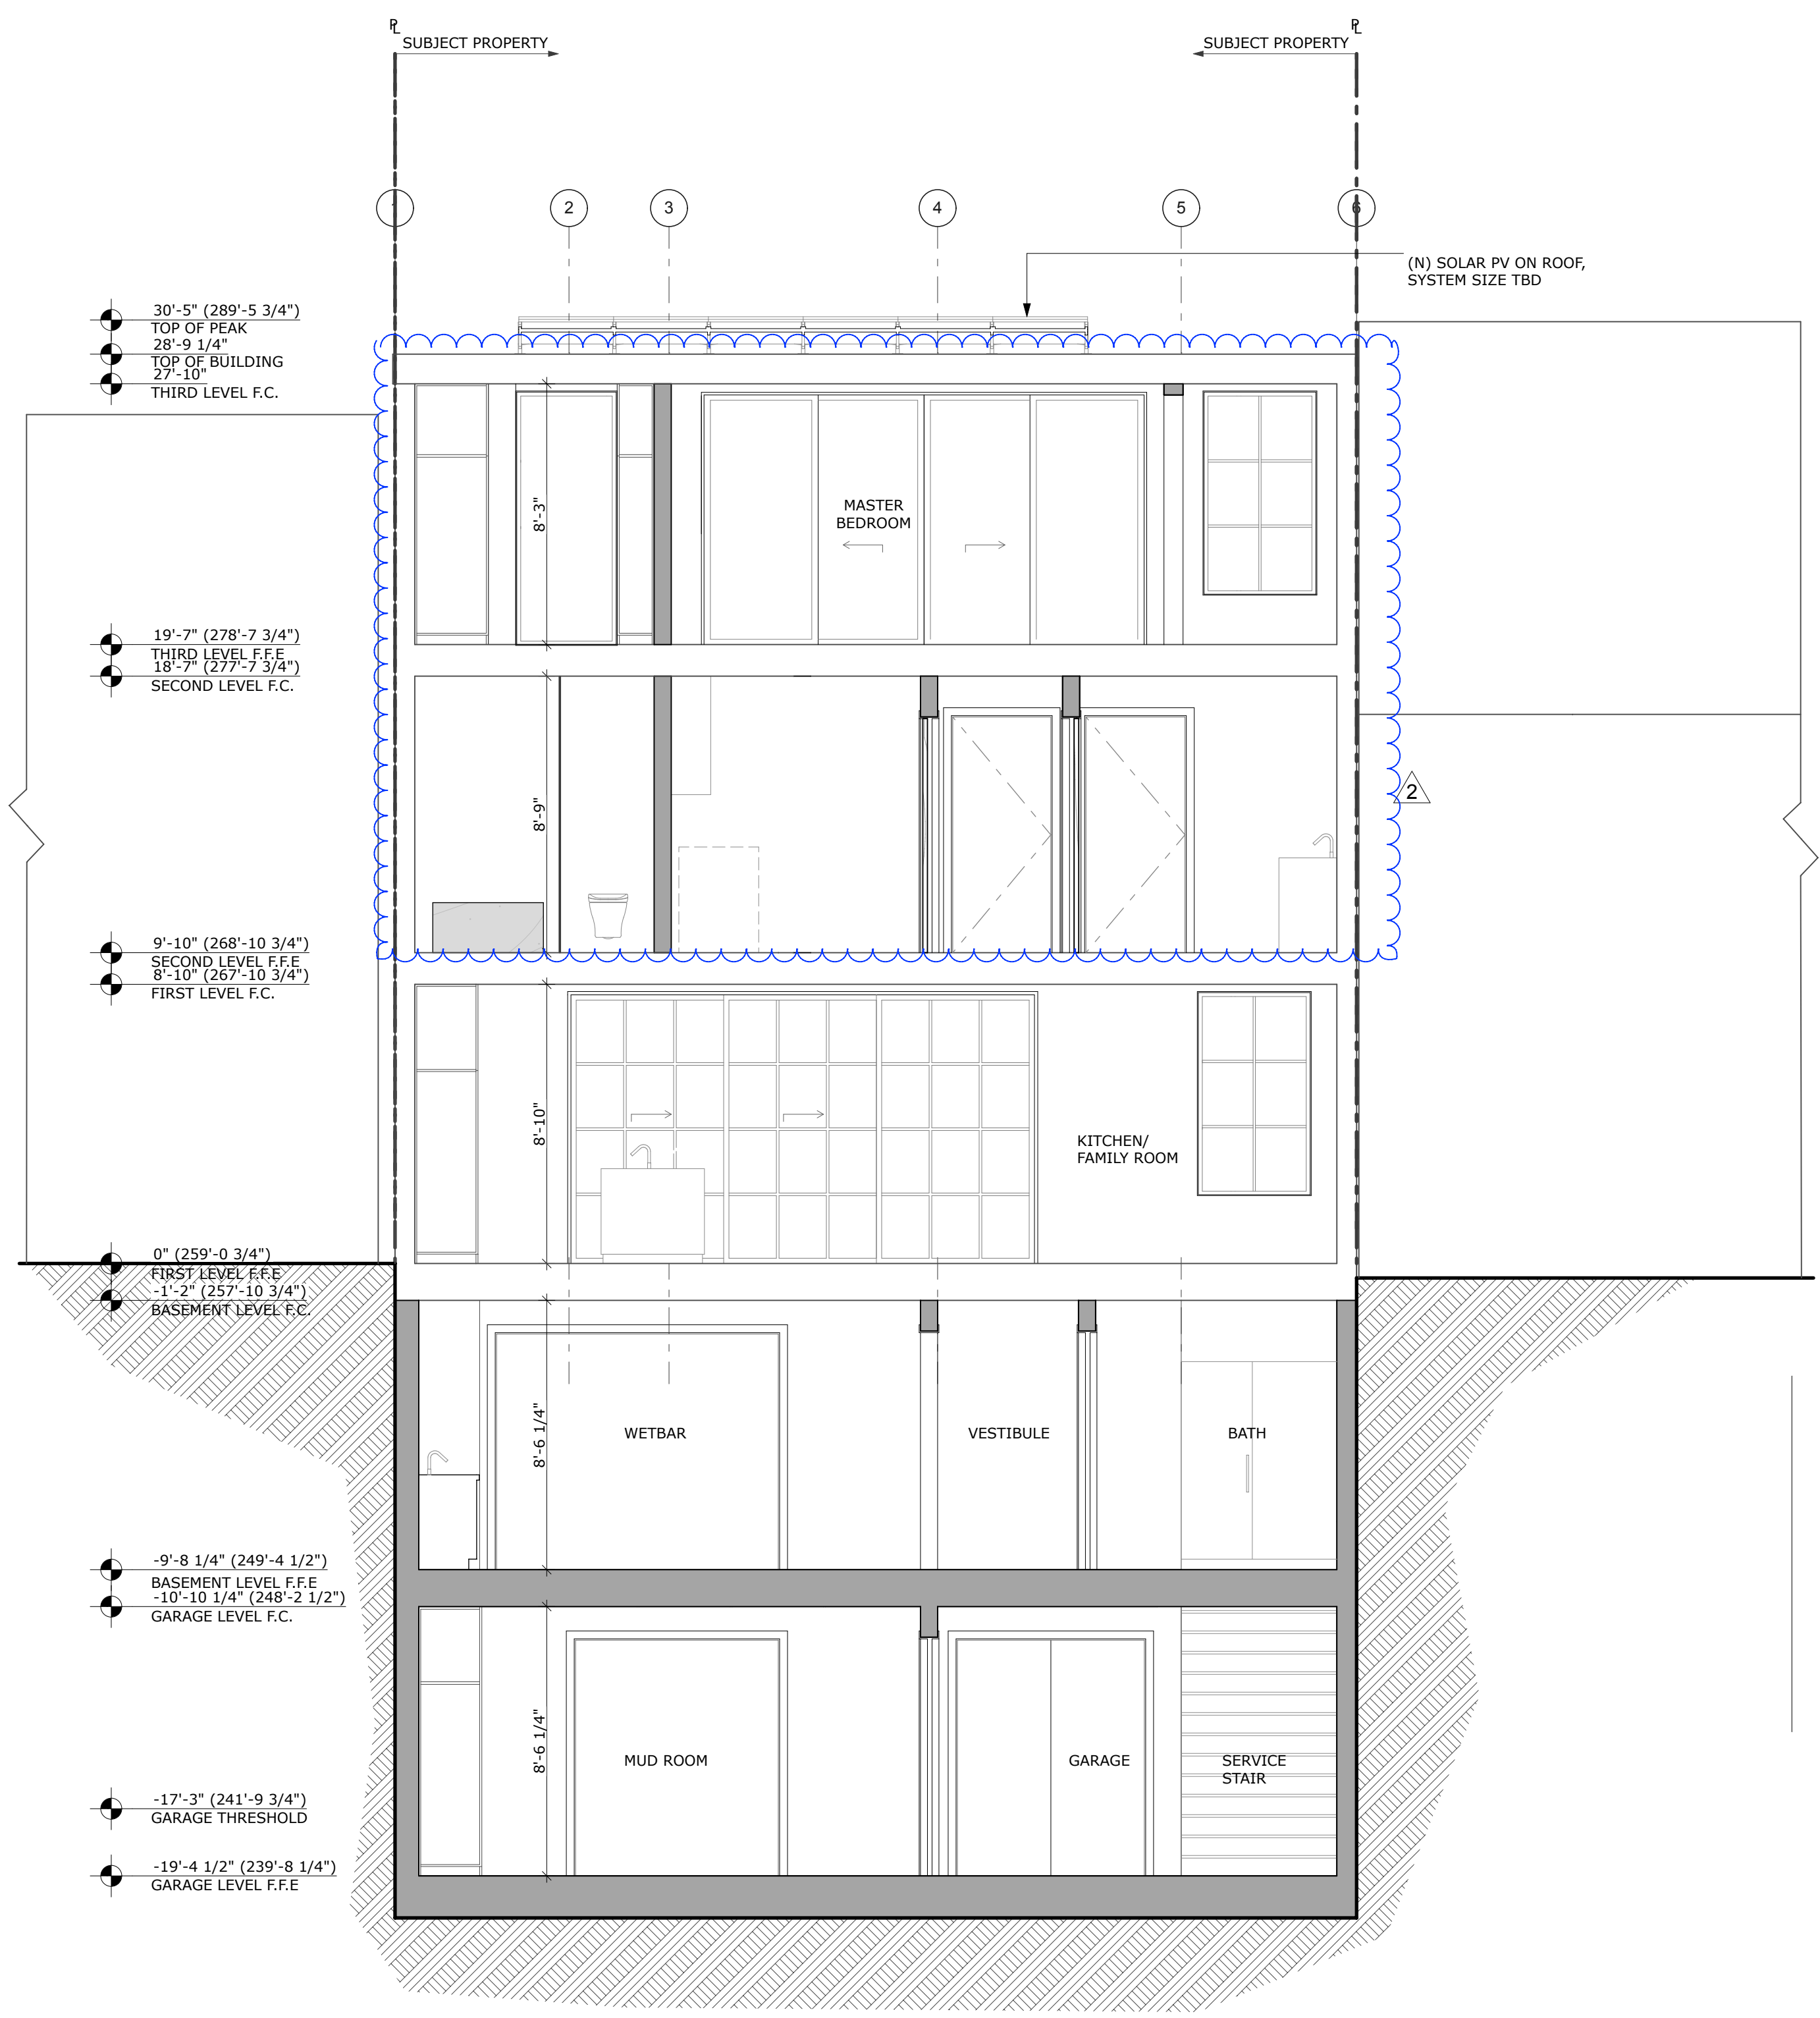 PL
PL
SUBJECT PROPERTY
SUBJECT PROPERTY
1
2
3
4
5
6
(N) SOLAR PV ON ROOF,
SYSTEM SIZE TBD
30'-5" (289'-5 3/4")
TOP OF PEAK
28'-9 1/4"
TOP OF BUILDING
27'-10"
THIRD LEVEL F.C.
8'-3"
MASTER
BEDROOM
19'-7" (278'-7 3/4")
THIRD LEVEL F.F.E
18'-7" (277'-7 3/4")
SECOND LEVEL F.C.
8'-9"
2
9'-10" (268'-10 3/4")
SECOND LEVEL F.F.E
8'-10" (267'-10 3/4")
FIRST LEVEL F.C.
8'-10"
KITCHEN/
FAMILY ROOM
0" (259'-0 3/4")
FIRST LEVEL F.F.E
-1'-2" (257'-10 3/4")
BASEMENT LEVEL F.C.
8'-6 1/4"
WETBAR
VESTIBULE
BATH
-9'-8 1/4" (249'-4 1/2")
BASEMENT LEVEL F.F.E
-10'-10 1/4" (248'-2 1/2")
GARAGE LEVEL F.C.
8'-6 1/4"
MUD ROOM
GARAGE
SERVICE
STAIR
-17'-3" (241'-9 3/4")
GARAGE THRESHOLD
-19'-4 1/2" (239'-8 1/4")
GARAGE LEVEL F.F.E